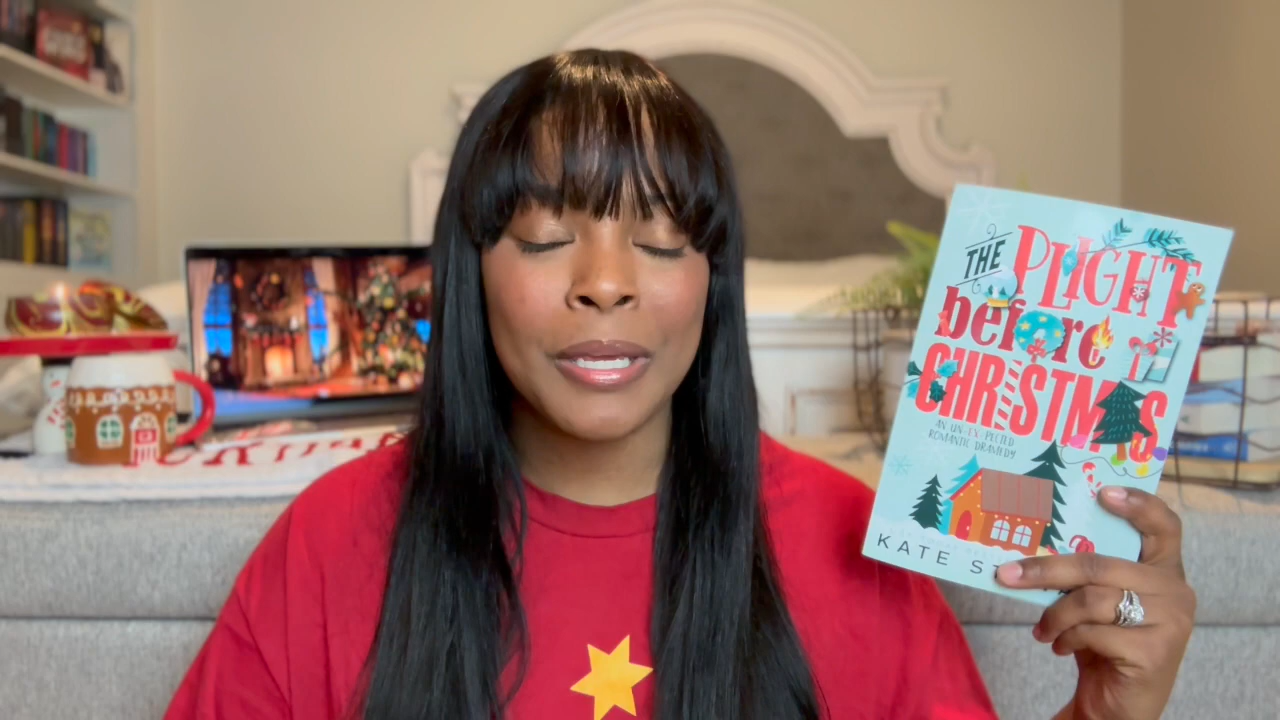 THE
PLIGHT
before
CHRISTMAS
AN UN-EX-PECTED
ROMANTIC DRAMEDY
KATE